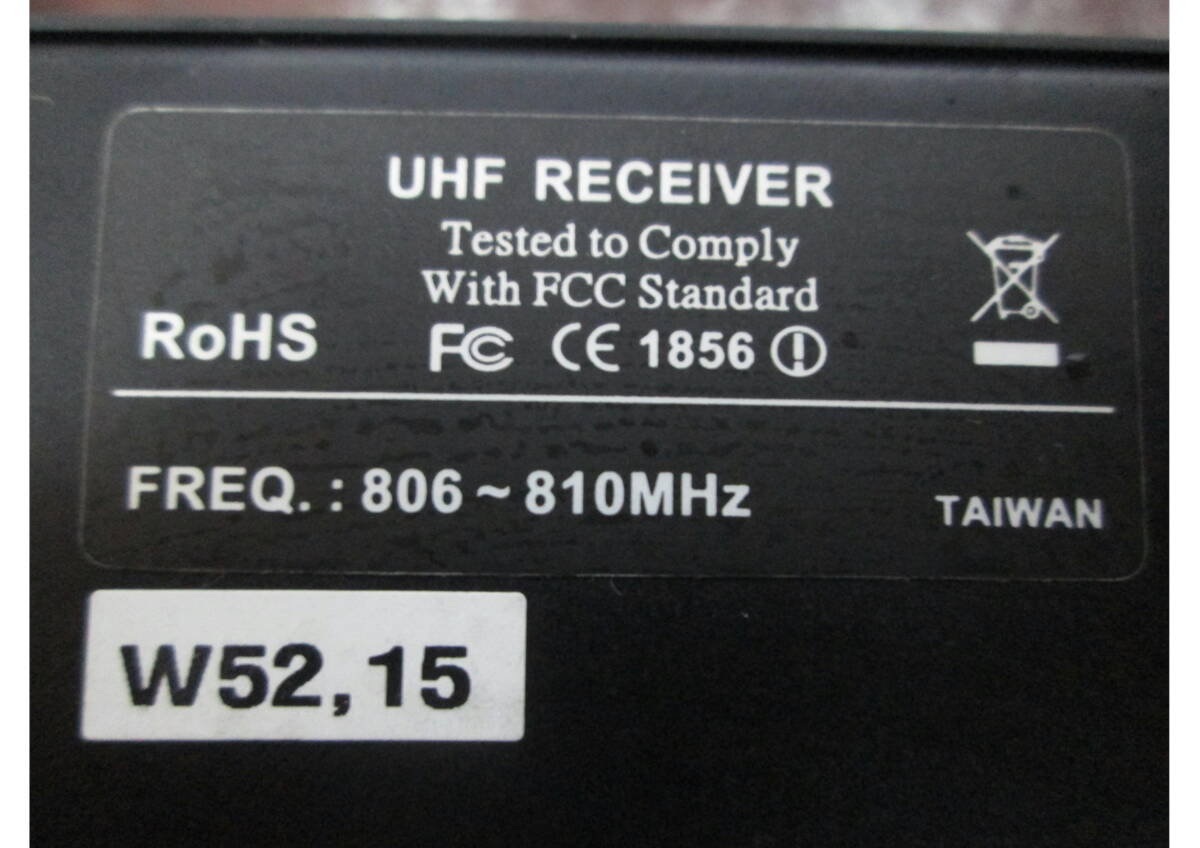 UHF RECEIVER
Tested to Comply
With FCC Standard
RoHS FC CE 1856
FREQ. : 806 ~ 810MHz TAIWAN
W52,15